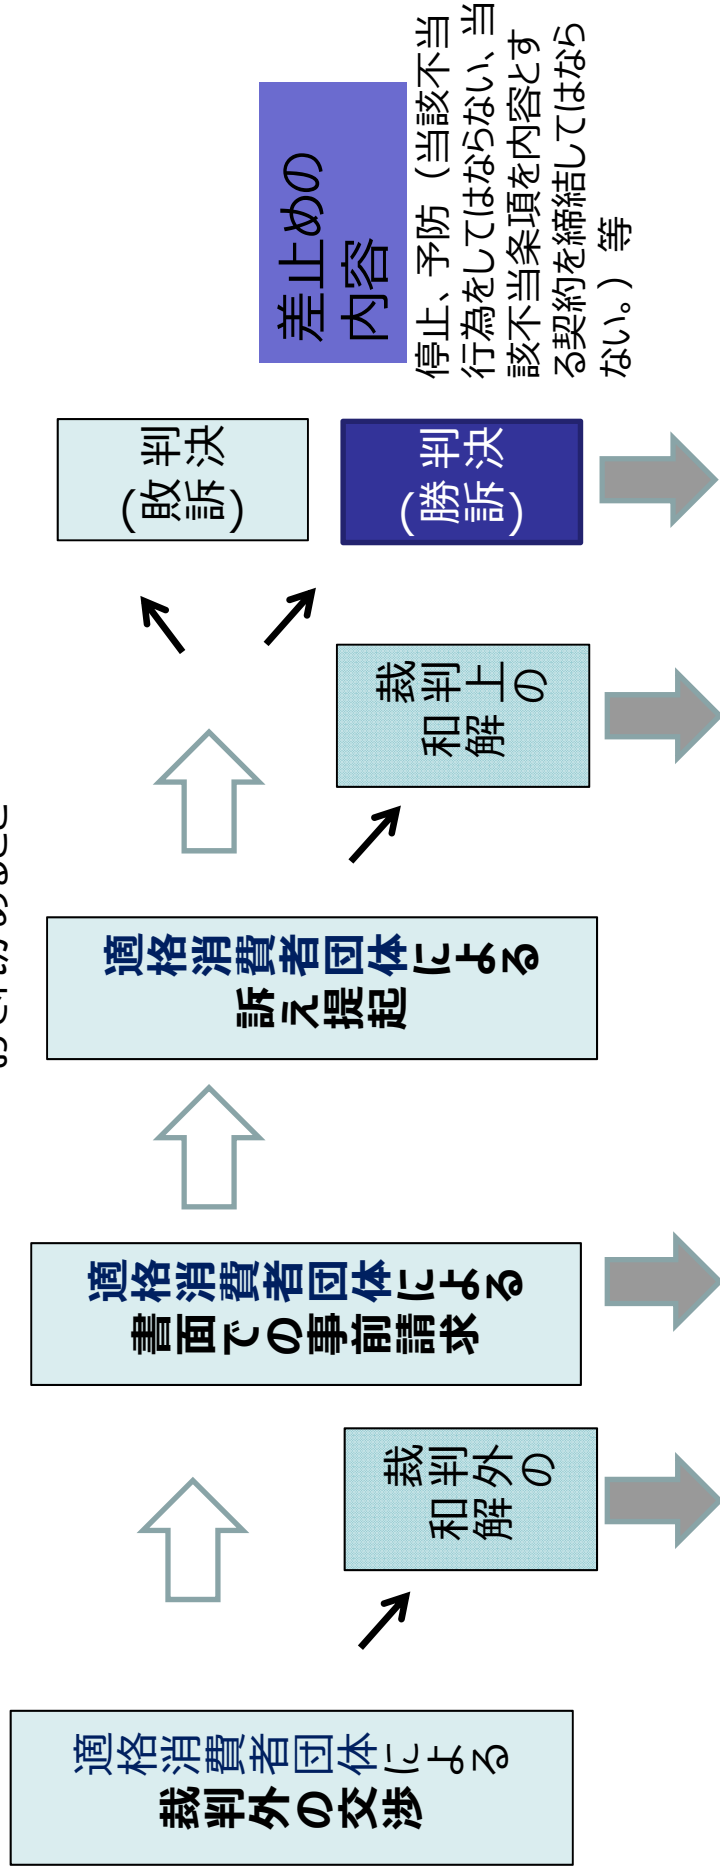 適格消費者団体による
裁判外の交渉
裁判外の
和解
適格消費者団体による
書面での事前請求
適格消費者団体による
訴え提起
裁判上の
和解
判決
(敗訴)
判決
(勝訴)
差止めの
内容
停止、予防（当該不当
行為をしてはならない、当
該不当条項を内容とす
る契約を締結してはなら
ない。）等